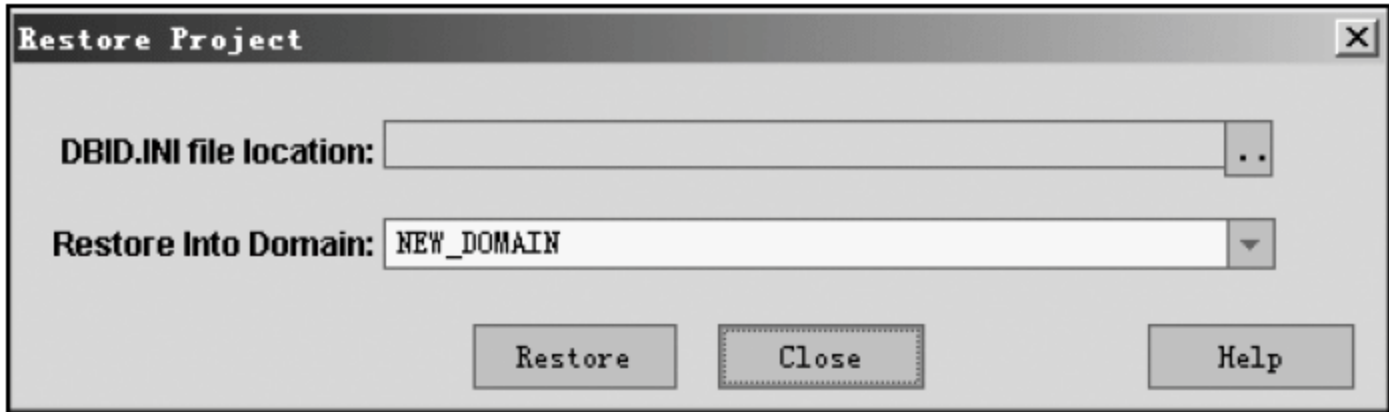 Restore Project
DBID.INI file location:
..
Restore Into Domain: NEW_DOMAIN
Restore Close Help